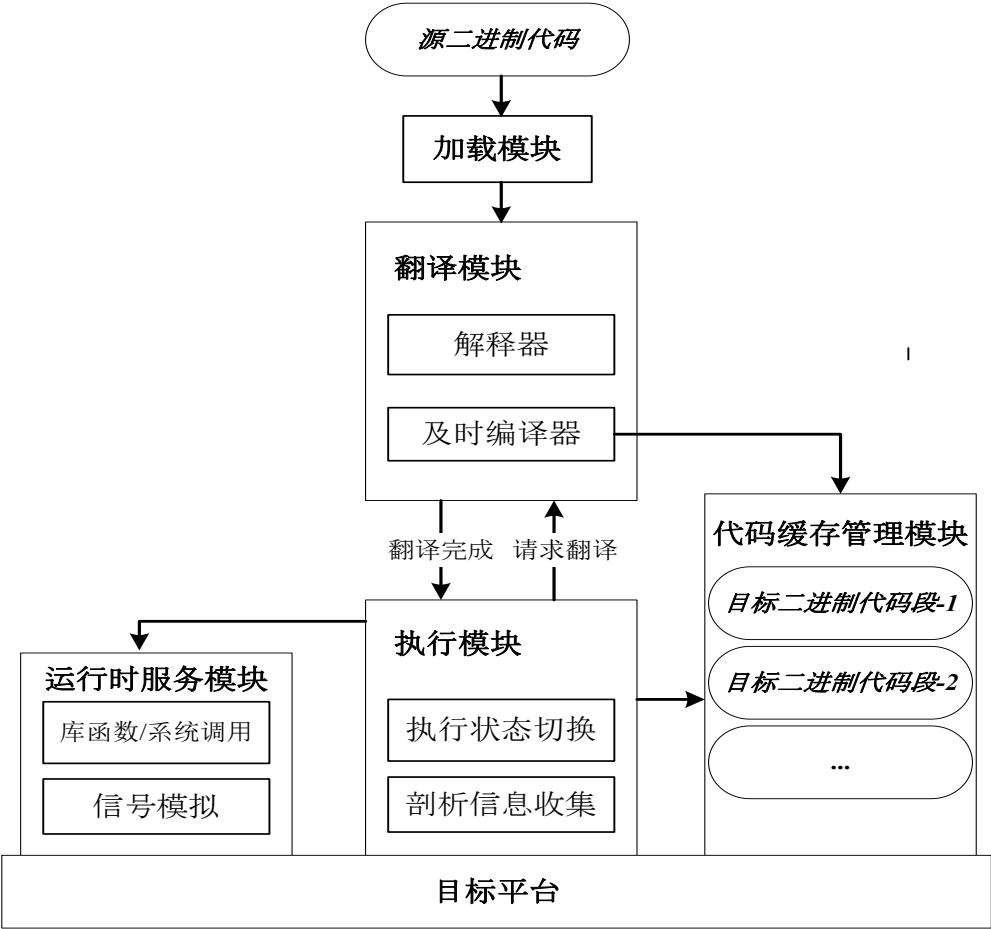 源二进制代码
加载模块
翻译模块
解释器
及时编译器
翻译完成
请求翻译
代码缓存管理模块
目标二进制代码段-1
目标二进制代码段-2
...
执行模块
执行状态切换
剖析信息收集
运行时服务模块
库函数/系统调用
信号模拟
目标平台